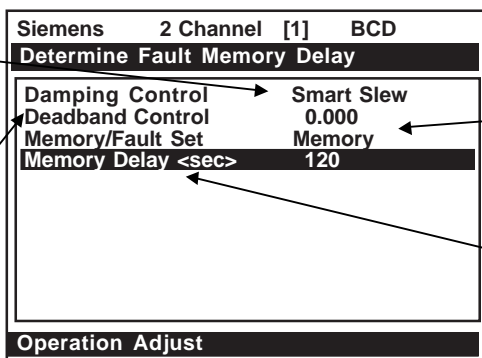 Siemens 2 Channel [1] BCD
Determine Fault Memory Delay
Damping Control Smart Slew
Deadband Control 0.000
Memory/Fault Set Memory
Memory Delay <sec> 120
Operation Adjust